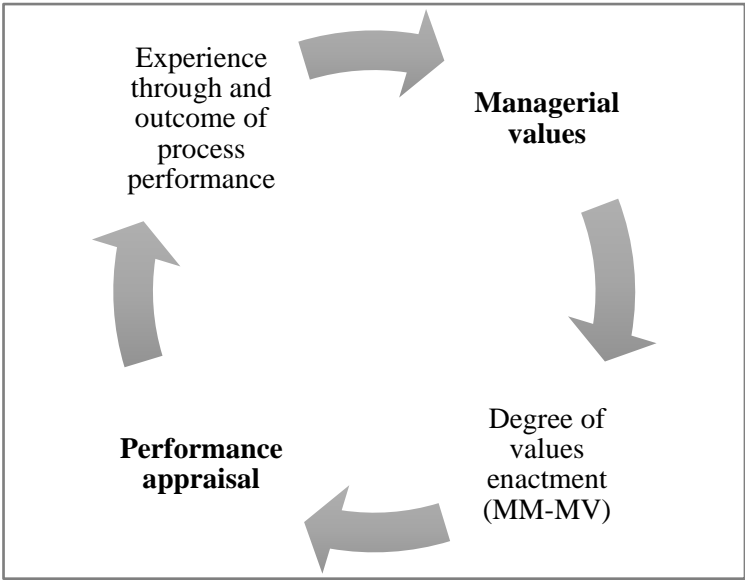 Experience
through and
outcome of
process
performance
Managerial
values
Degree of
values
enactment
(MM-MV)
Performance
appraisal